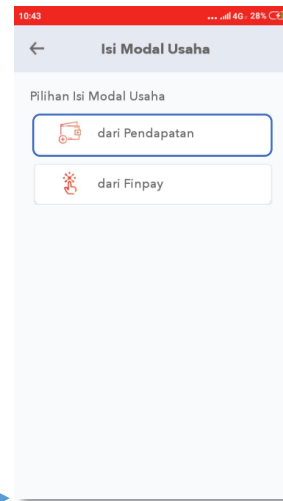 10:43
4G 28%
Isi Modal Usaha
Pilihan Isi Modal Usaha
dari Pendapatan
dari Finpay